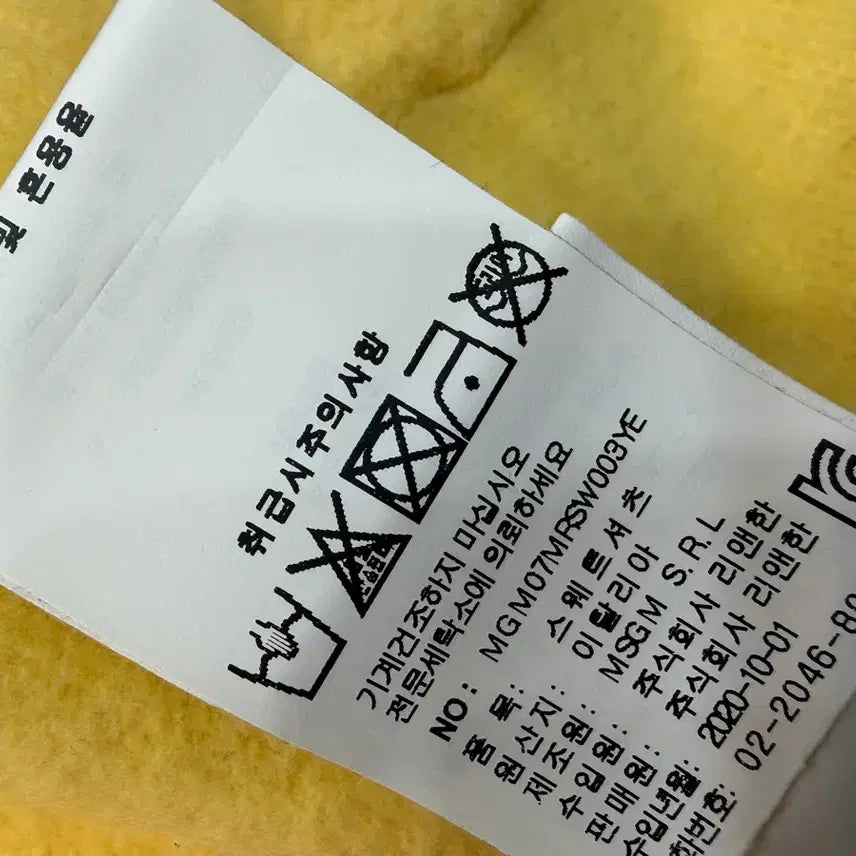 및 혼용율
취급시 주의사항
드라이
기계건조하지 마십시오
전문세탁소에 의뢰하세요
NO : MGM07MRSW003YE
품 목 : 스웨트셔츠
원 산 지 : 이탈리아
제 조 원 : MSGM S.R.L
수 입 원 : 주식회사 리앤한
판 매 원 : 주식회사 리앤한
수입년월: 2020-10-01
화번호: 02-2046-80